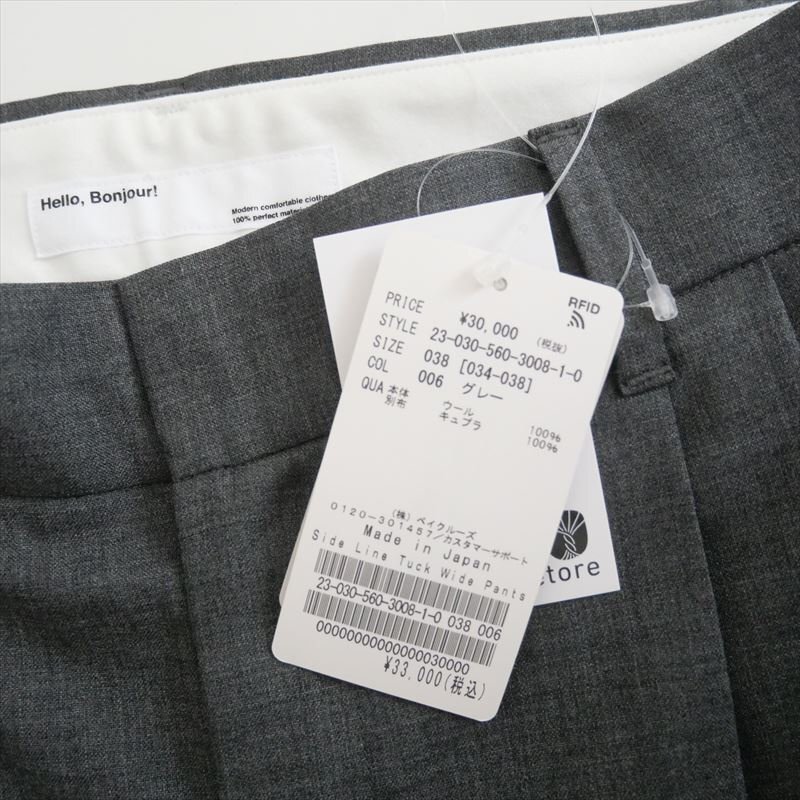 Hello, Bonjour!
Modern comfortable clothes
100% perfect
RFID
PRICE ¥30,000 (税抜)
STYLE 23-030-560-3008-1-0
SIZE 038 [034-038]
COL 006 グレー
QUA 本体 ウール 100%
別布 キュプラ 100%
(株) ベイクルーズ
0120-301457/カスタマーサポート
Made in Japan
Side Line Tuck Wide Pants
23-030-560-3008-1-0 038 006
00000000000000030000
¥33,000(税込)